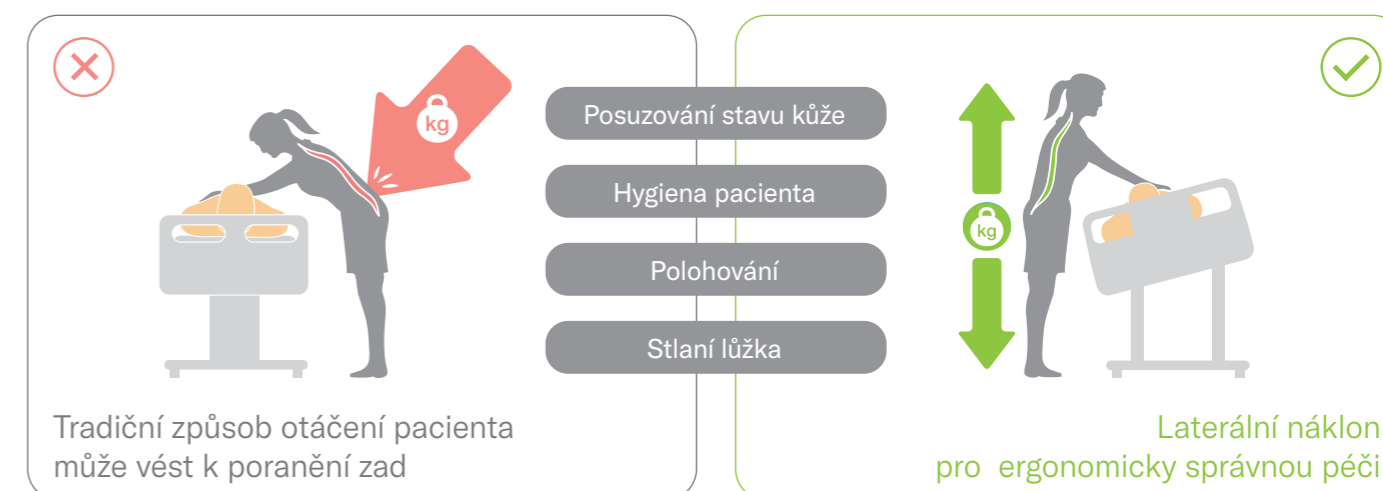 kg
Posuzování stavu kůže
Hygiena pacienta
kg
Polohování
Stlaní lůžka
Tradiční způsob otáčení pacienta
může vést k poranění zad
Laterální náklon
pro ergonomicky správnou péči